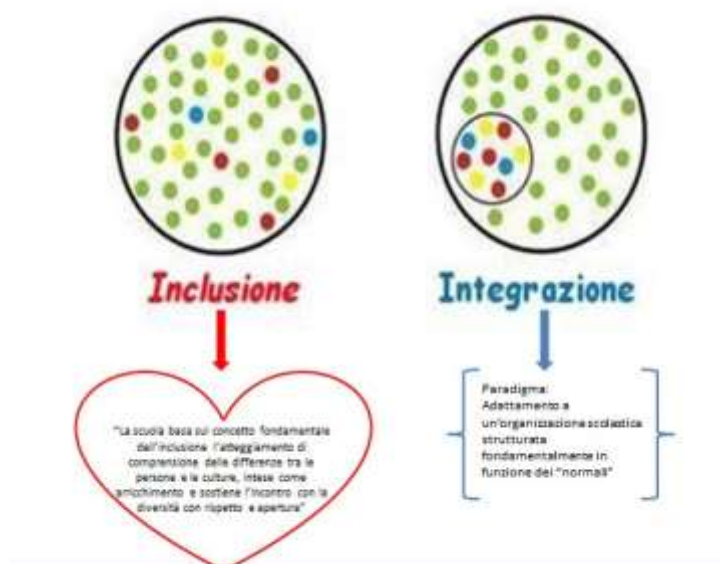 Inclusione
Integrazione
"La scuola basa sul concetto fondamentale
dell'inclusione l'atteggiamento di
comprensione delle differenze tra le
persone e le culture, intese come
arricchimento e sostiene l'incontro con la
diversità con rispetto e apertura"
Paradigma:
Adattamento a
un'organizzazione scolastica
strutturata
fondamentalmente in
funzione dei "normali"